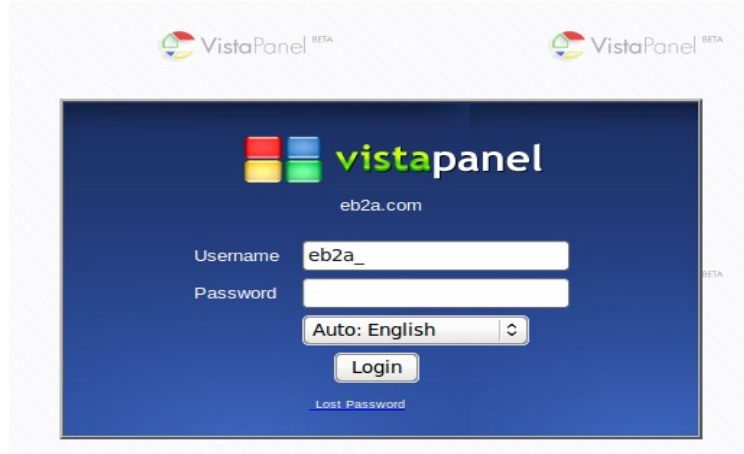 VistaPanel BETA VistaPanel BETA
vistapanel
eb2a.com
Username eb2a_
BETA
Password
Auto: English
Login
Lost Password